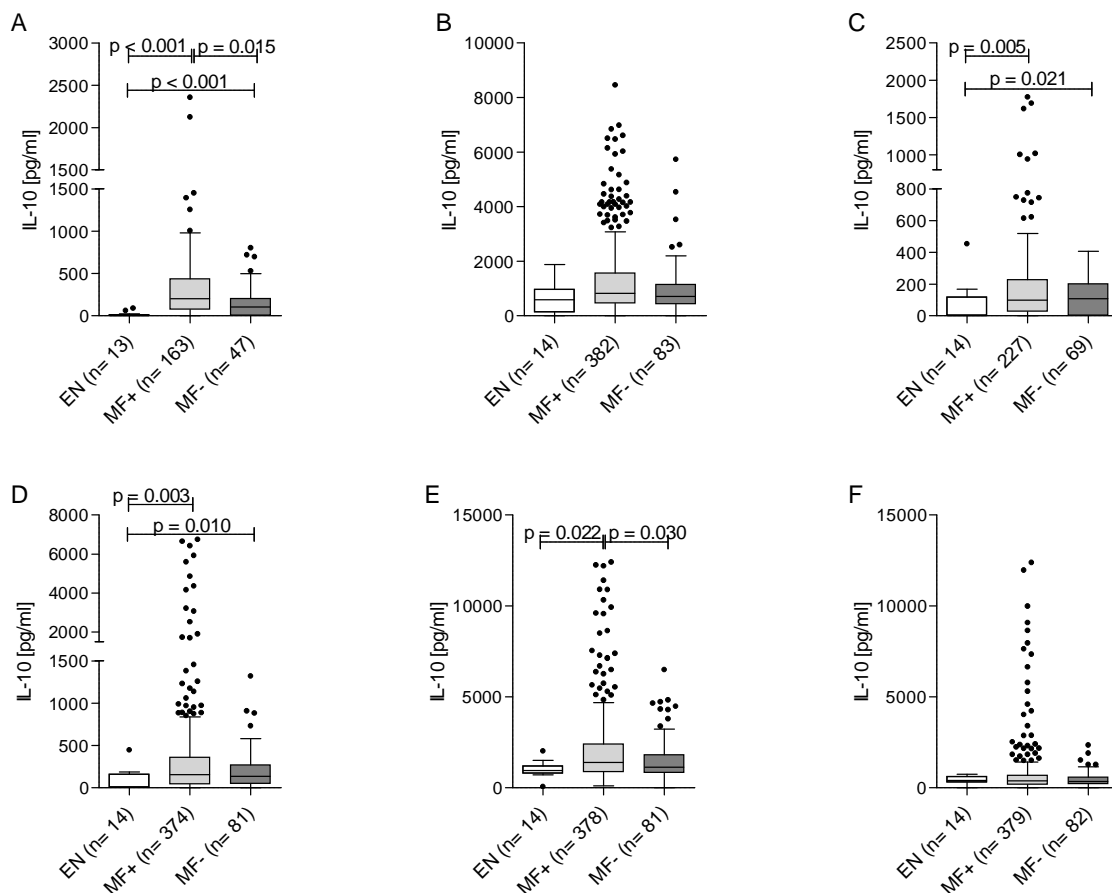 A
p < 0.001 p = 0.015
p < 0.001
IL-10 [pg/ml]
3000
2500
2000
1500
1500
1000
500
0
EN (n= 13)
MF+ (n= 163)
MF- (n= 47)
B
IL-10 [pg/ml]
10000
8000
6000
4000
2000
0
EN (n= 14)
MF+ (n= 382)
MF- (n= 83)
C
p = 0.005
p = 0.021
IL-10 [pg/ml]
2500
2000
1500
1000
800
600
400
200
0
EN (n= 14)
MF+ (n= 227)
MF- (n= 69)
D
p = 0.003
p = 0.010
IL-10 [pg/ml]
8000
6000
4000
2000
1500
1000
500
0
EN (n= 14)
MF+ (n= 374)
MF- (n= 81)
E
p = 0.022 p = 0.030
IL-10 [pg/ml]
15000
10000
5000
0
EN (n= 14)
MF+ (n= 378)
MF- (n= 81)
F
IL-10 [pg/ml]
15000
10000
5000
0
EN (n= 14)
MF+ (n= 379)
MF- (n= 82)